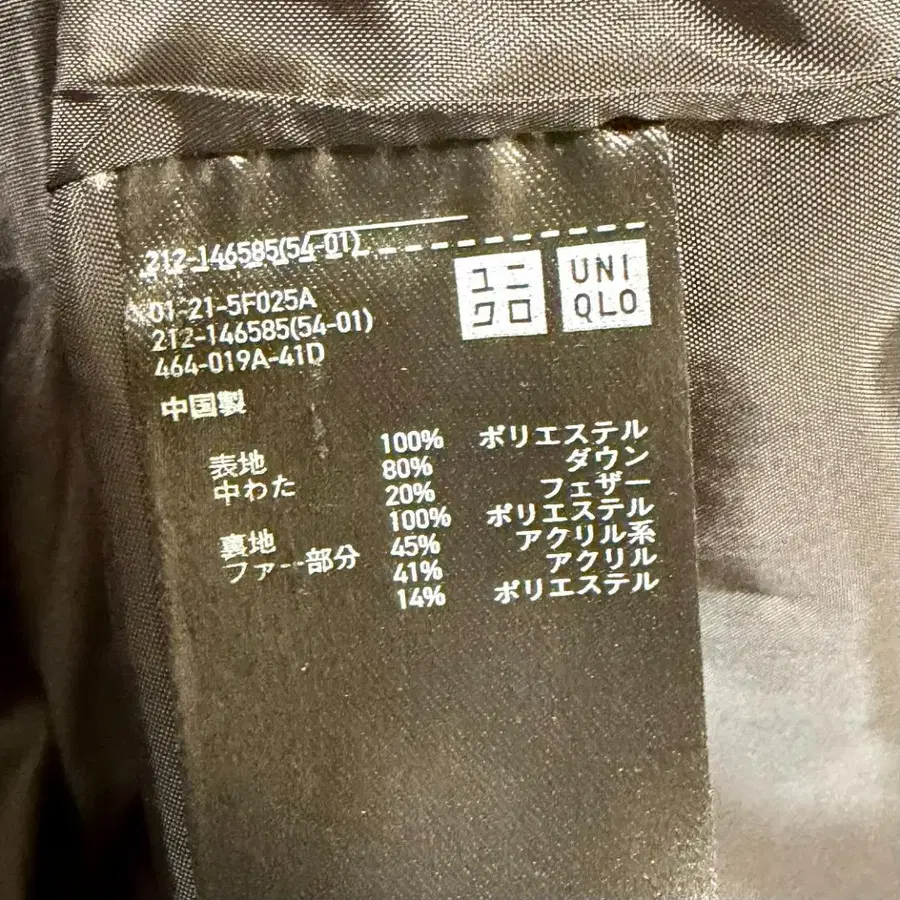 212-146585(54-01)
ユニ
クロ
UNI
QLO
01-21-5F025A
212-146585(54-01)
464-019A-41D
中国製
表地 100% ポリエステル
中わた 80% ダウン
20% フェザー
裏地 100% ポリエステル
ファー部分 45% アクリル系
41% アクリル
14% ポリエステル